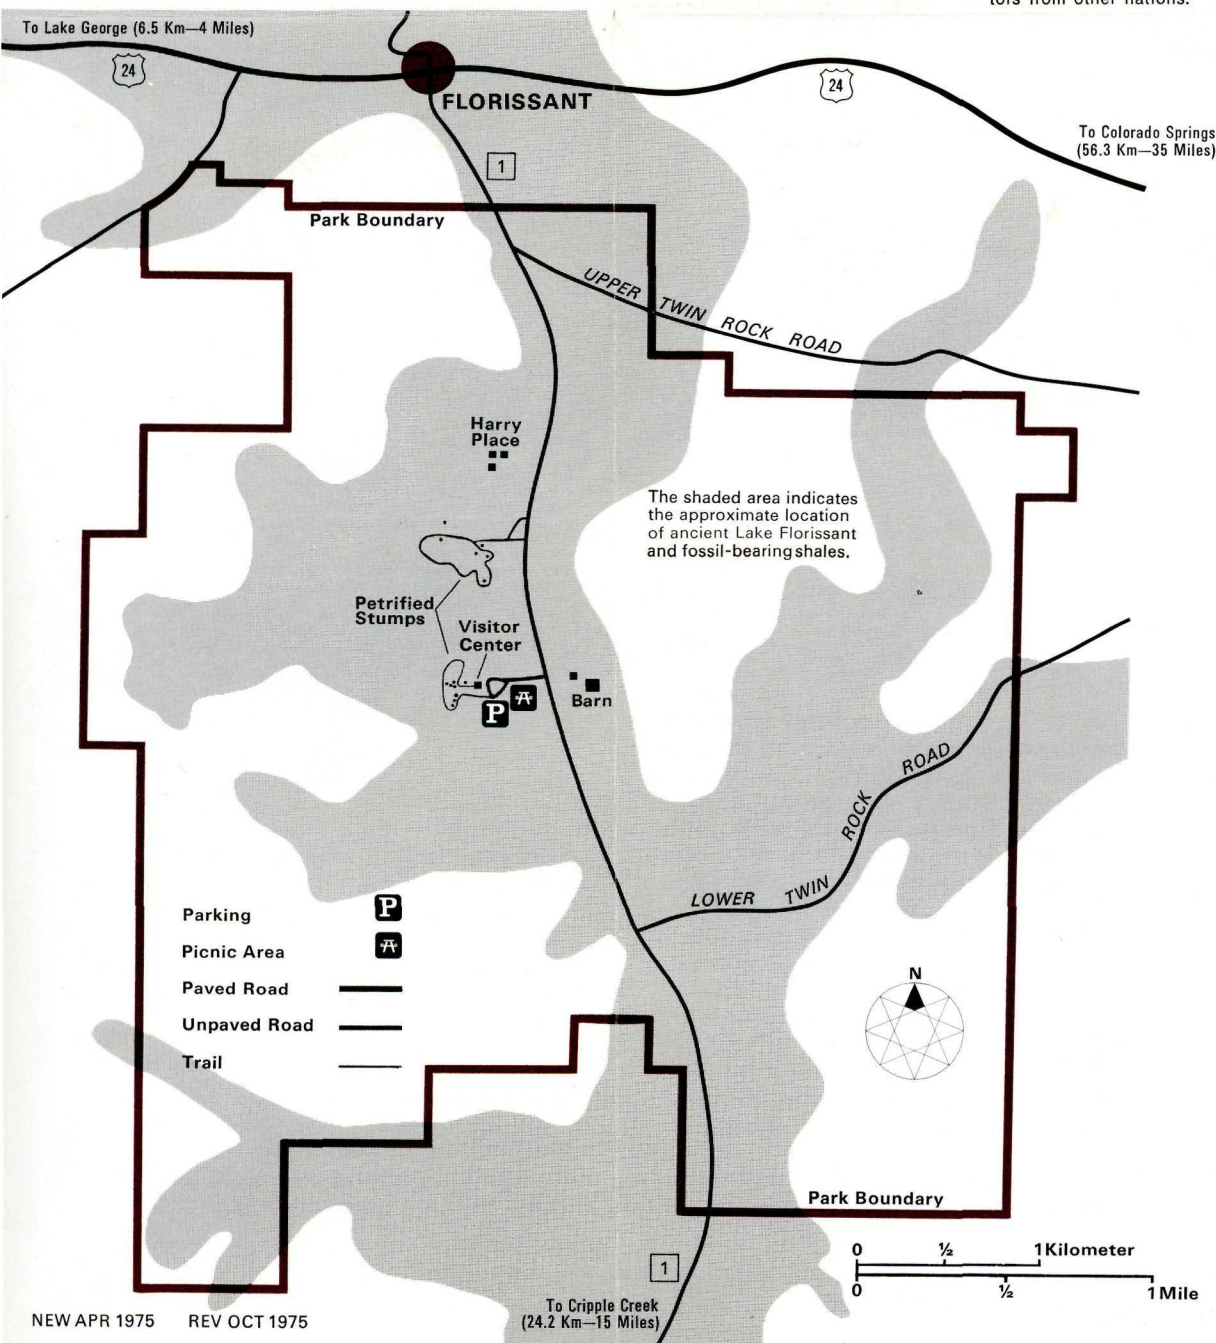 tors from other nations.
To Lake George (6.5 Km—4 Miles)
24
FLORISSANT
24
To Colorado Springs
(56.3 Km—35 Miles)
1
Park Boundary
UPPER TWIN ROCK ROAD
Harry
Place
The shaded area indicates
the approximate location
of ancient Lake Florissant
and fossil-bearing shales.
Petrified
Stumps
Visitor
Center
P
Barn
LOWER TWIN ROCK ROAD
Parking P
Picnic Area
Paved Road
Unpaved Road
Trail
N
Park Boundary
0 ½ 1 Kilometer
0 ½ 1 Mile
1
To Cripple Creek
(24.2 Km—15 Miles)
NEW APR 1975 REV OCT 1975